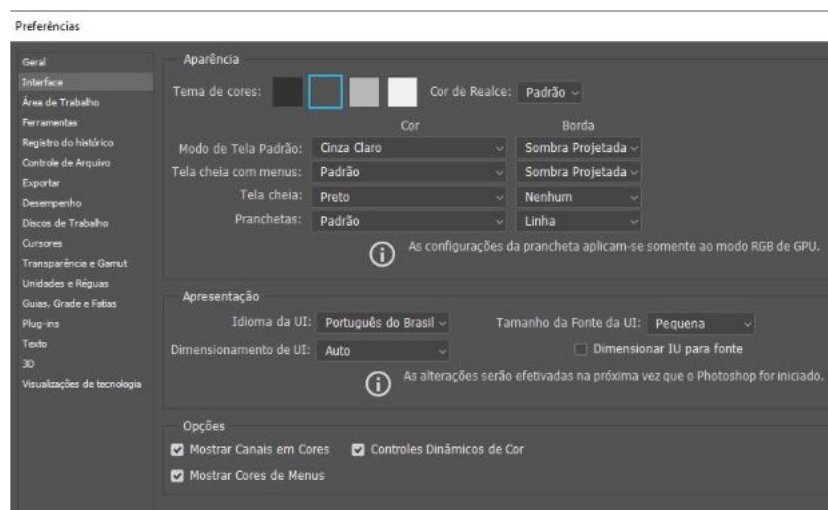 Preferências
Geral
Interface
Área de Trabalho
Ferramentas
Registro do histórico
Controle de Arquivo
Exportar
Desempenho
Discos de Trabalho
Cursores
Transparência e Gamut
Unidades e Réguas
Guias, Grade e Fatias
Plug-ins
Texto
3D
Visualizações de tecnologia
Aparência
Tema de cores: Cor de Realce: Padrão
Cor Borda
Modo de Tela Padrão: Cinza Claro Sombra Projetada
Tela cheia com menus: Padrão Sombra Projetada
Tela cheia: Preto Nenhum
Pranchetas: Padrão Linha
As configurações da prancheta aplicam-se somente ao modo RGB de GPU.
Apresentação
Idioma da UI: Português do Brasil Tamanho da Fonte da UI: Pequena
Dimensionamento de UI: Auto Dimensionar IU para fonte
As alterações serão efetivadas na próxima vez que o Photoshop for iniciado.
Opções
Mostrar Canais em Cores Controles Dinâmicos de Cor
Mostrar Cores de Menus